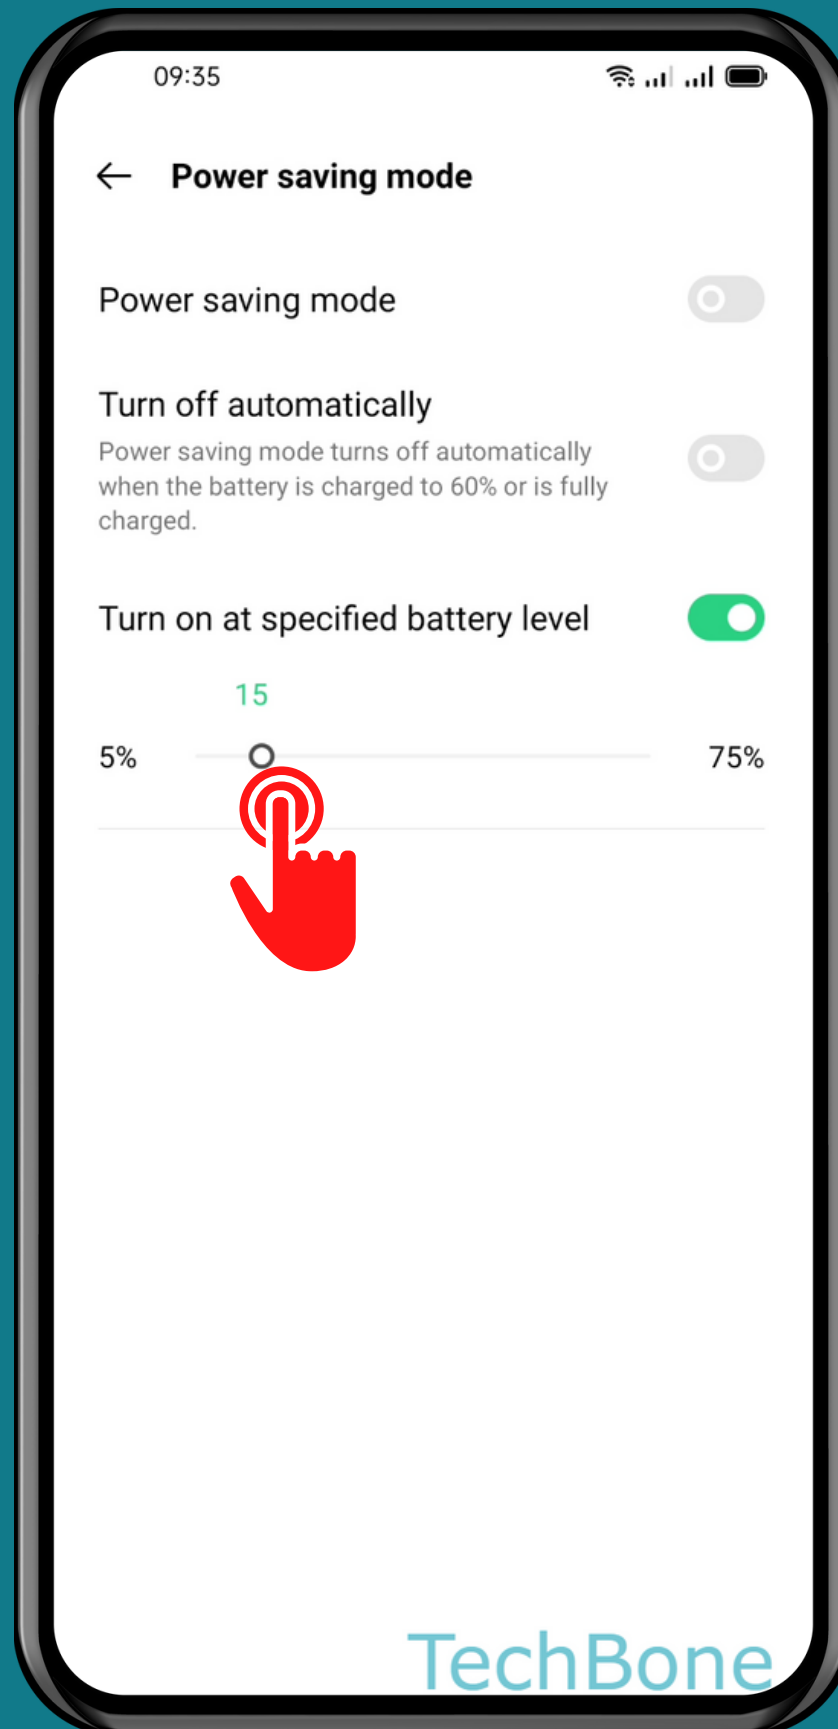 09:35
Power saving mode
Power saving mode
Turn off automatically
Power saving mode turns off automatically
when the battery is charged to 60% or is fully
charged.
Turn on at specified battery level
15
5%
75%
TechBone